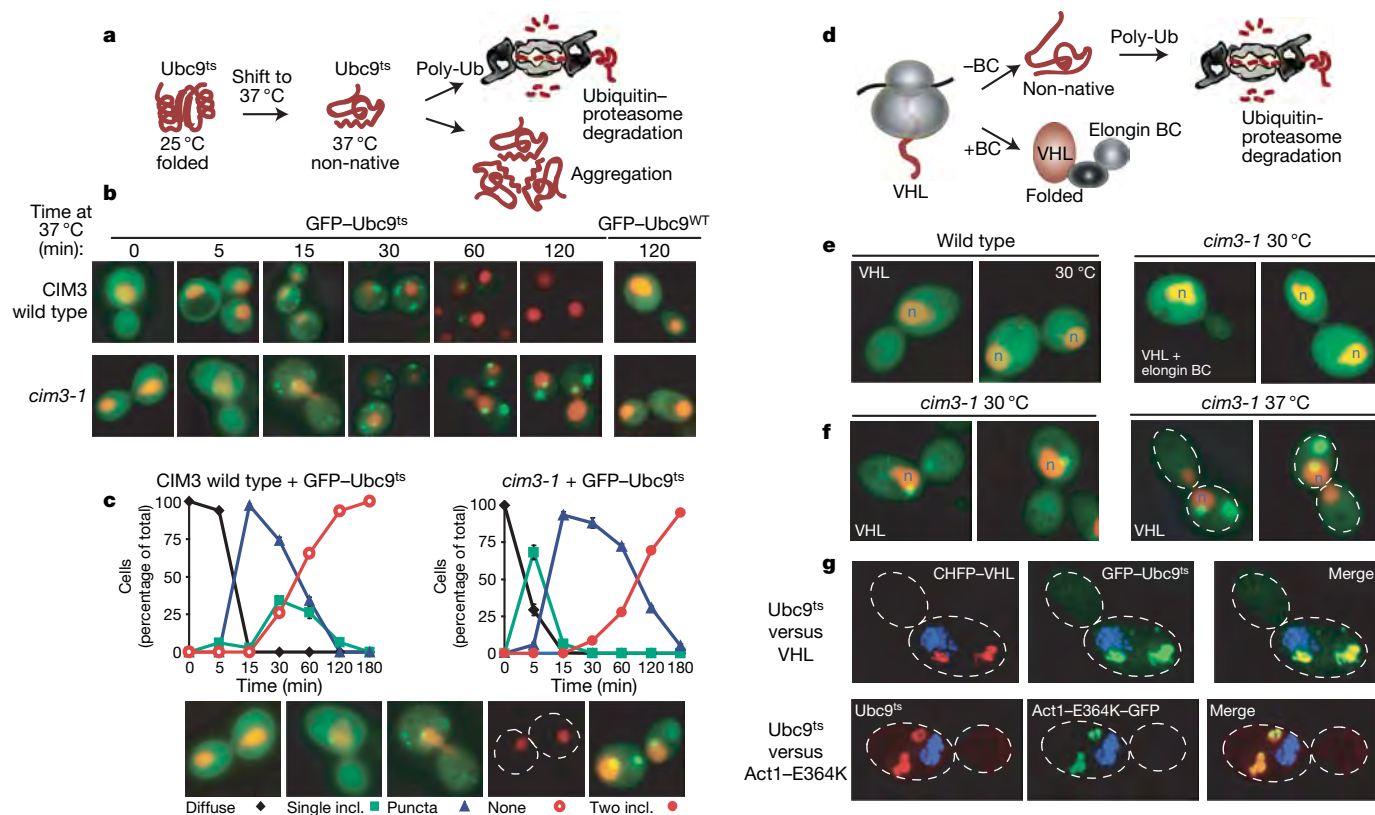 a
Ubc9ts
25 °C
folded
Shift to
37 °C
Ubc9ts
37 °C
non-native
Poly-Ub
Ubiquitin–
proteasome
degradation
Aggregation
b
Time at
37 °C
(min):
GFP–Ubc9ts
GFP–Ubc9WT
0 5 15 30 60 120 120
CIM3
wild type
cim3-1
c
CIM3 wild type + GFP–Ubc9ts
Cells
(percentage of total)
100
75
50
25
0
0 5 15 30 60 120 180
Time (min)
cim3-1 + GFP–Ubc9ts
Cells
(percentage of total)
100
75
50
25
0
0 5 15 30 60 120 180
Time (min)
Diffuse Single incl. Puncta None Two incl.
d
VHL
–BC
+BC
Non-native
Poly-Ub
Ubiquitin-
proteasome
degradation
VHL
Elongin BC
Folded
e
Wild type
cim3-1 30 °C
VHL
n
30 °C
n
n
n
VHL +
elongin BC
n
n
f
cim3-1 30 °C
cim3-1 37 °C
n
VHL
n
n
VHL
n
g
Ubc9ts
versus
VHL
CHFP–VHL
GFP–Ubc9ts
Merge
Ubc9ts
versus
Act1–E364K
Ubc9ts
Act1–E364K–GFP
Merge